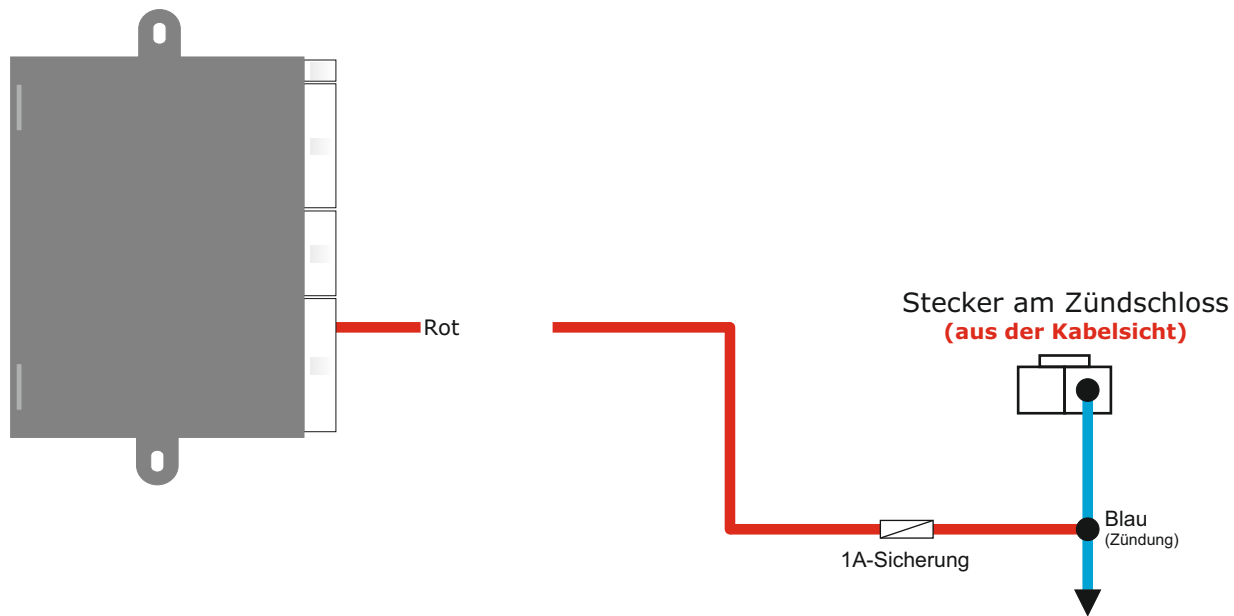 Rot
Stecker am Zündschloss
(aus der Kabelsicht)
Blau
(Zündung)
1A-Sicherung